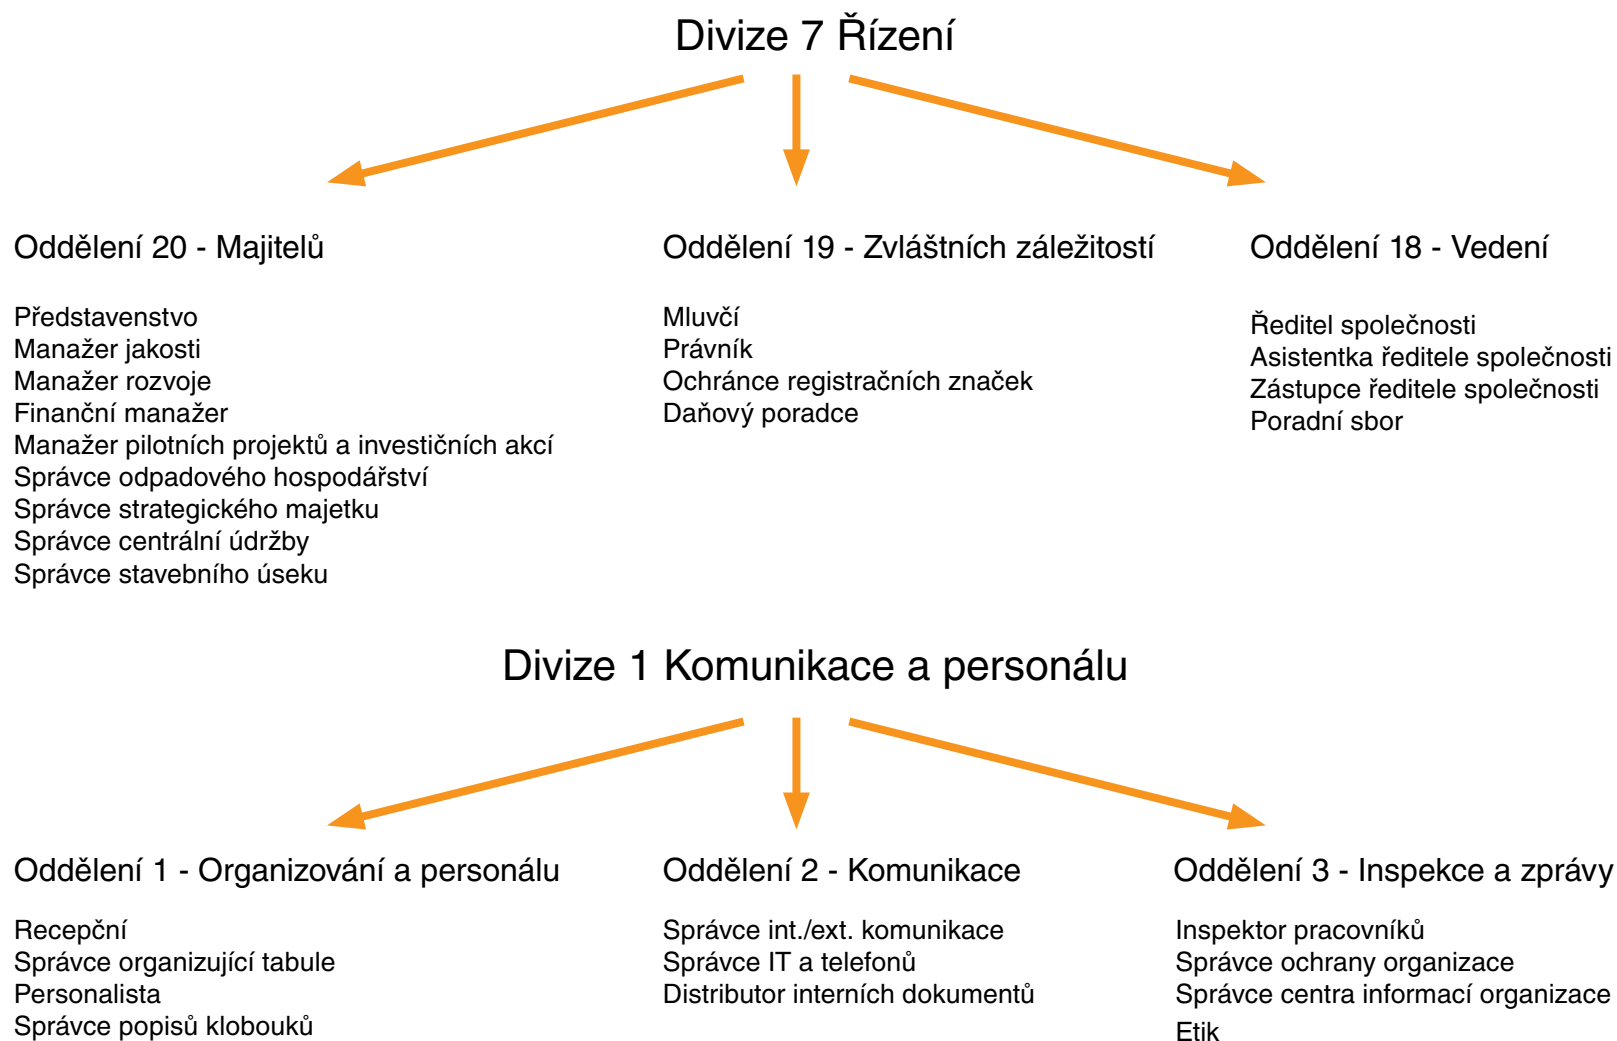 Divize 7 Řízení
Oddělení 20 - Majitelů
Představenstvo
Manažer jakosti
Manažer rozvoje
Finanční manažer
Manažer pilotních projektů a investičních akcí
Správce odpadového hospodářství
Správce strategického majetku
Správce centrální údržby
Správce stavebního úseku
Oddělení 19 - Zvláštních záležitostí
Mluvčí
Právník
Ochránce registračních značek
Daňový poradce
Oddělení 18 - Vedení
Ředitel společnosti
Asistentka ředitele společnosti
Zástupce ředitele společnosti
Poradní sbor
Divize 1 Komunikace a personálu
Oddělení 1 - Organizování a personálu
Recepční
Správce organizující tabule
Personalista
Správce popisů klobouků
Oddělení 2 - Komunikace
Správce int./ext. komunikace
Správce IT a telefonů
Distributor interních dokumentů
Oddělení 3 - Inspekce a zprávy
Inspektor pracovníků
Správce ochrany organizace
Správce centra informací organizace
Etik